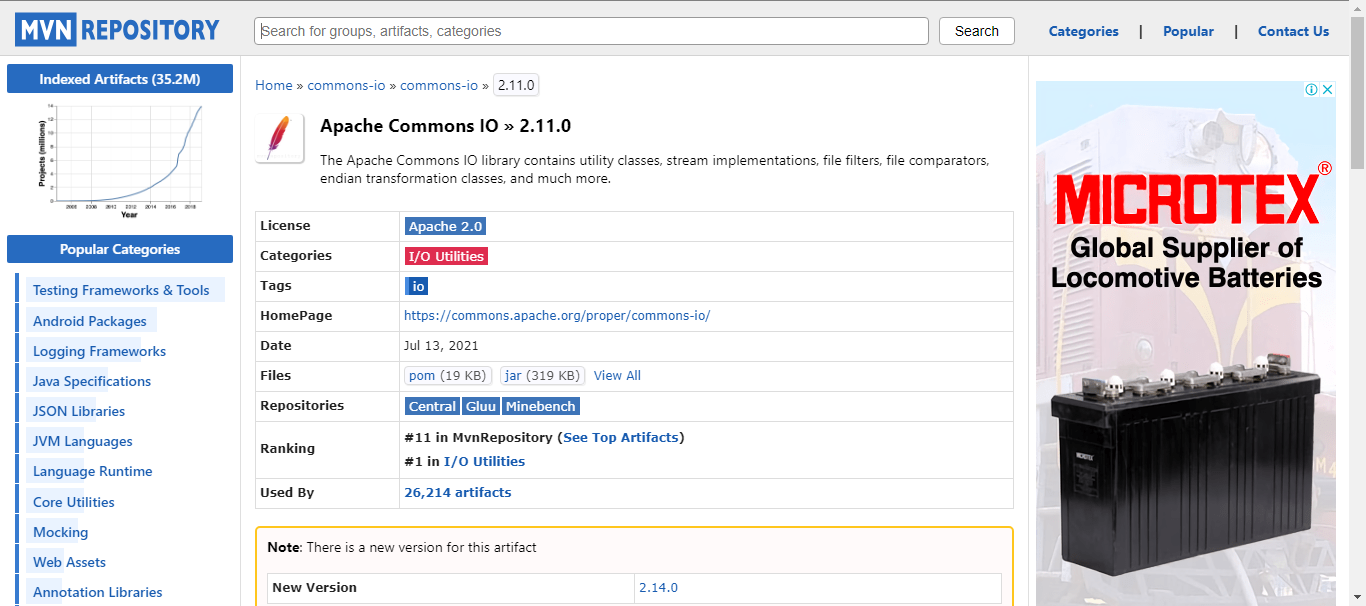 MVN REPOSITORY
Search for groups, artifacts, categories
Search
Categories | Popular | Contact Us
Indexed Artifacts (35.2M)
Projects (millions)
Year
Popular Categories
Testing Frameworks & Tools
Android Packages
Logging Frameworks
Java Specifications
JSON Libraries
JVM Languages
Language Runtime
Core Utilities
Mocking
Web Assets
Annotation Libraries
Home » commons-io » commons-io » 2.11.0
Apache Commons IO » 2.11.0
The Apache Commons IO library contains utility classes, stream implementations, file filters, file comparators,
endian transformation classes, and much more.
License Apache 2.0
Categories I/O Utilities
Tags io
HomePage https://commons.apache.org/proper/commons-io/
Date Jul 13, 2021
Files pom (19 KB) jar (319 KB) View All
Repositories Central Gluu Minebench
Ranking #11 in MvnRepository (See Top Artifacts)
#1 in I/O Utilities
Used By 26,214 artifacts
Note: There is a new version for this artifact
New Version 2.14.0
MICROTEX®
Global Supplier of
Locomotive Batteries
MICROTEX